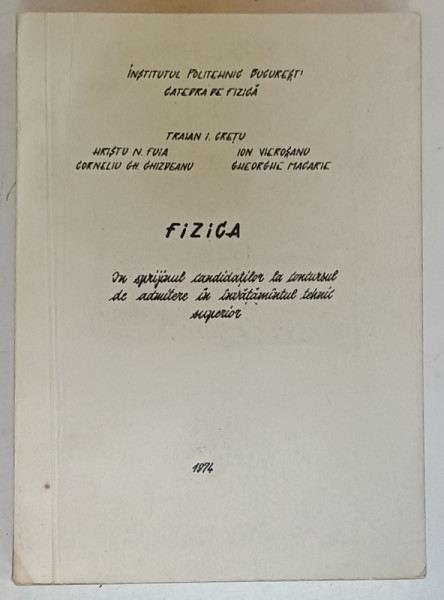 INSTITUTUL POLITEHNIC BUCUREȘTI
CATEDRA DE FIZICĂ
TRAIAN I. CREȚU
HRISTU N. FUIA ION VIEROȘANU
CORNELIU GH. GHIZDEANU GHEORGHE MACARIE
FIZICA
În sprijinul candidaților la concursul
de admitere în învățămîntul tehnic
superior
1974